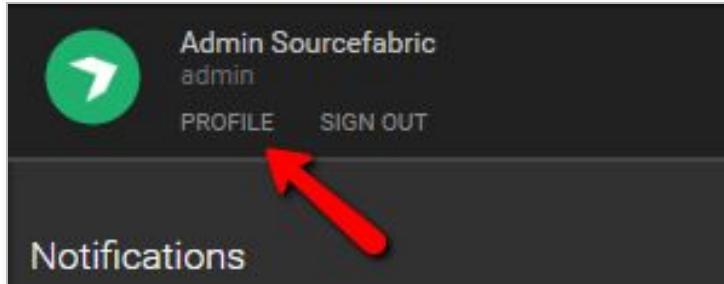 Admin Sourcefabric
admin
PROFILE SIGN OUT
Notifications